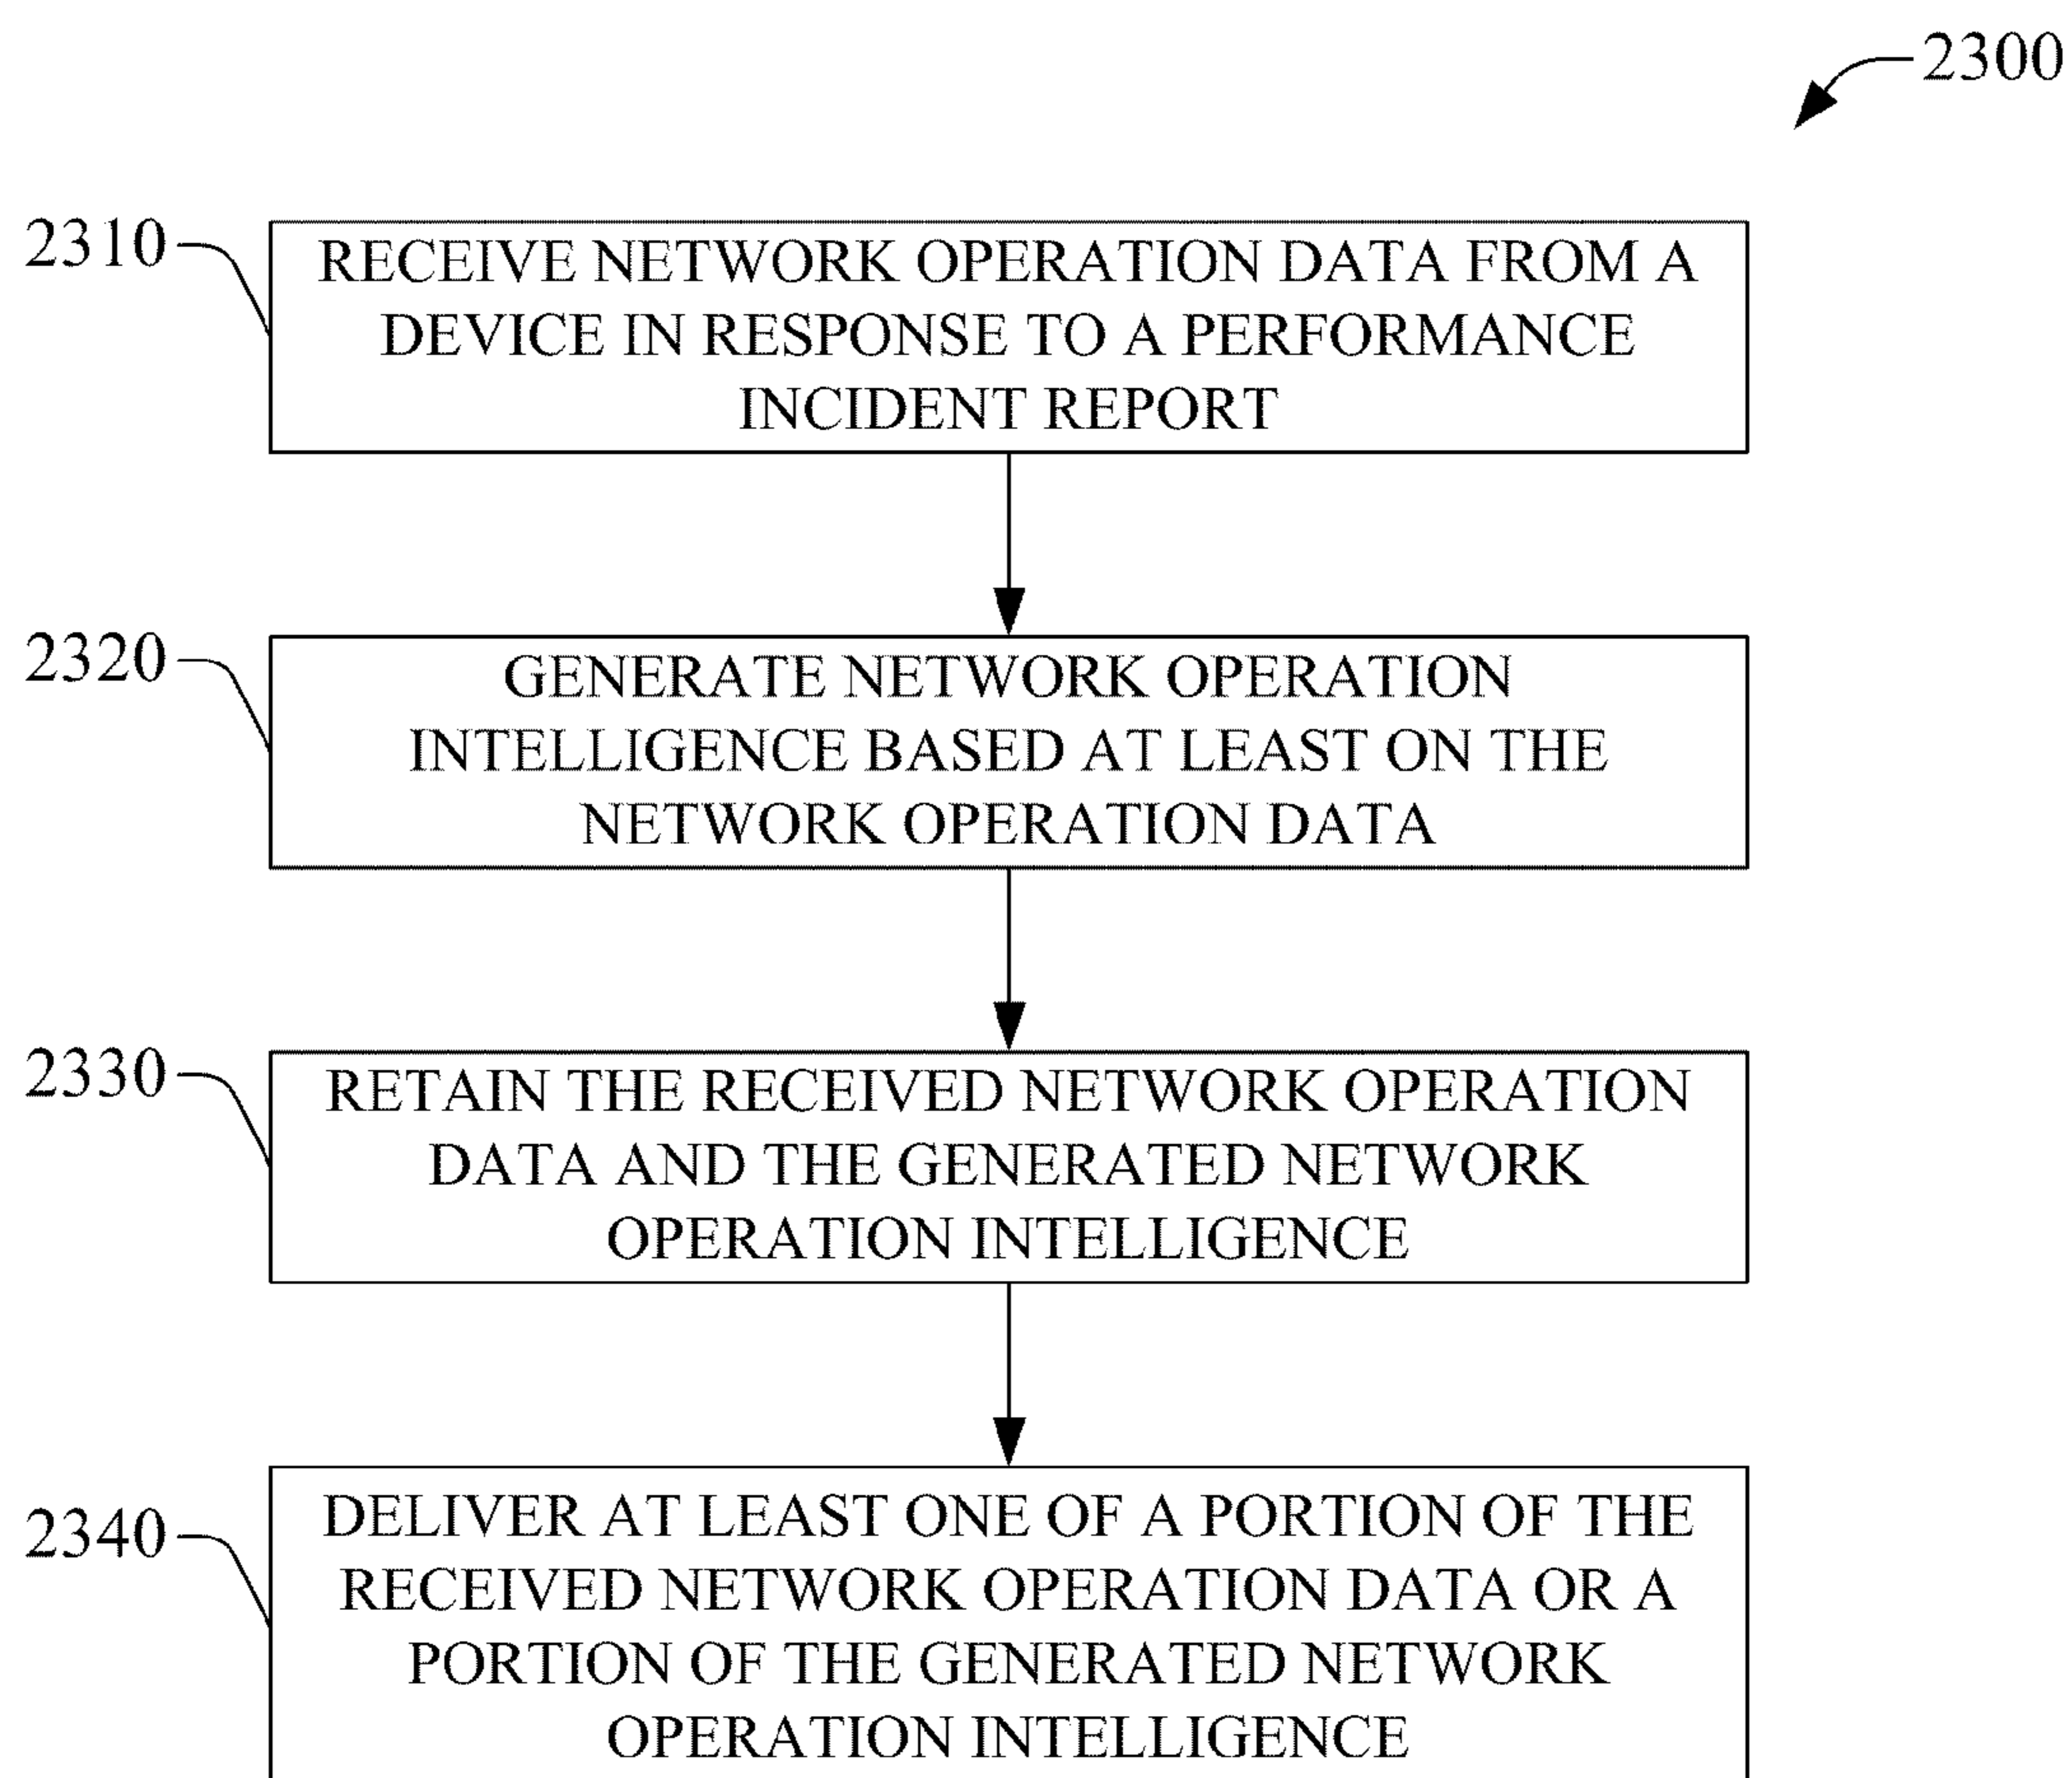 2300
2310
RECEIVE NETWORK OPERATION DATA FROM A
DEVICE IN RESPONSE TO A PERFORMANCE
INCIDENT REPORT
2320
GENERATE NETWORK OPERATION
INTELLIGENCE BASED AT LEAST ON THE
NETWORK OPERATION DATA
2330
RETAIN THE RECEIVED NETWORK OPERATION
DATA AND THE GENERATED NETWORK
OPERATION INTELLIGENCE
2340
DELIVER AT LEAST ONE OF A PORTION OF THE
RECEIVED NETWORK OPERATION DATA OR A
PORTION OF THE GENERATED NETWORK
OPERATION INTELLIGENCE